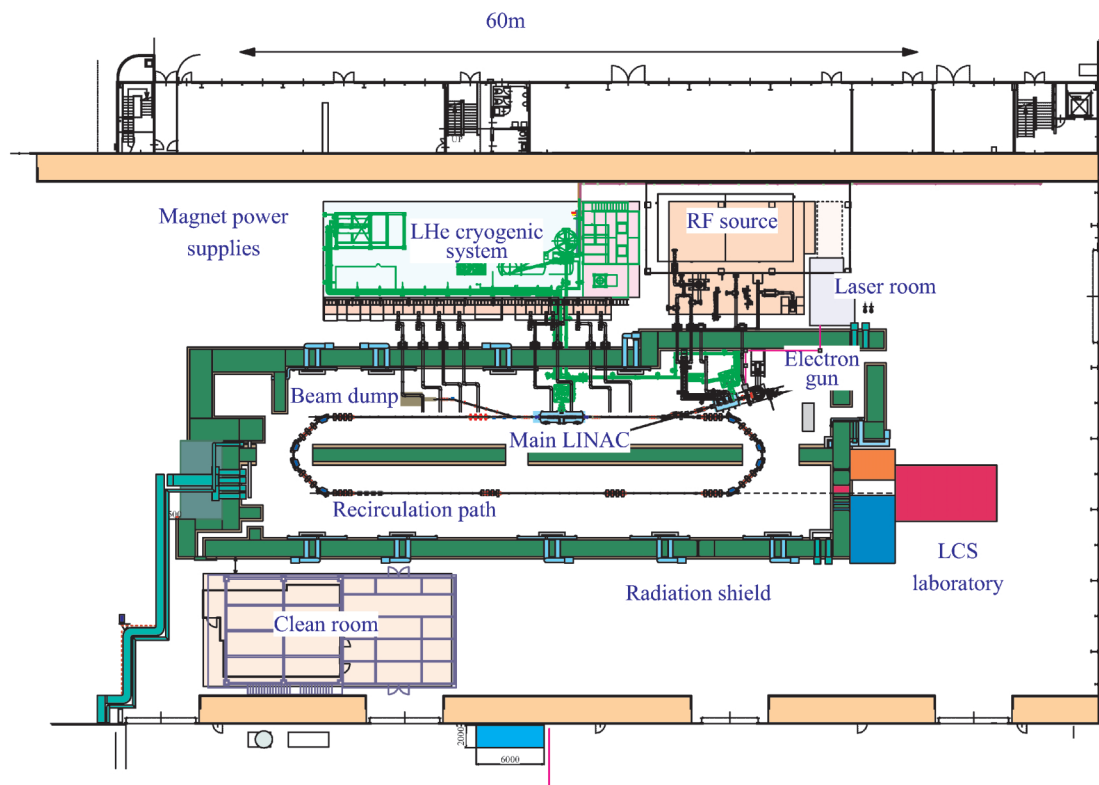 60m
UP
Magnet power
supplies
LHe cryogenic
system
RF source
Laser room
Electron
gun
Beam dump
Main LINAC
Recirculation path
LCS
laboratory
Radiation shield
Clean room
2000
6000